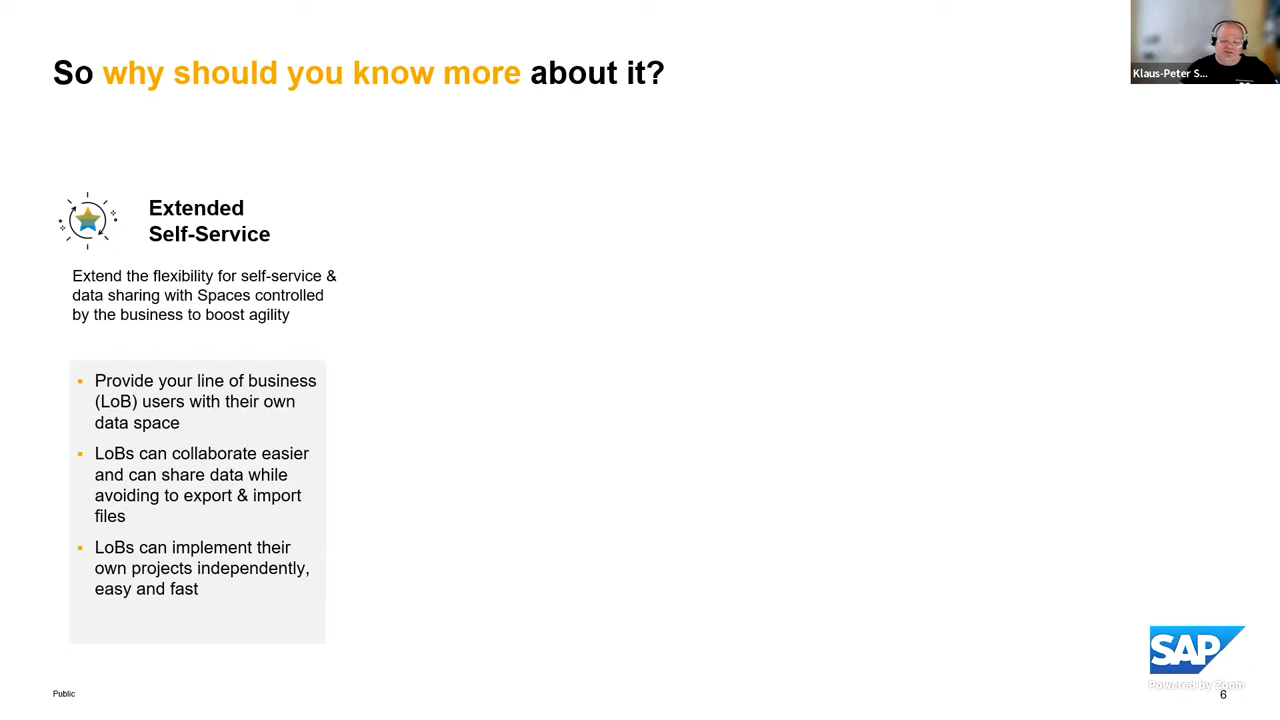 So why should you know more about it?
Klaus-Peter S...
Extended
Self-Service
Extend the flexibility for self-service &
data sharing with Spaces controlled
by the business to boost agility
▪ Provide your line of business
(LoB) users with their own
data space
▪ LoBs can collaborate easier
and can share data while
avoiding to export & import
files
▪ LoBs can implement their
own projects independently,
easy and fast
SAP
Powered by Zoom
Public
6